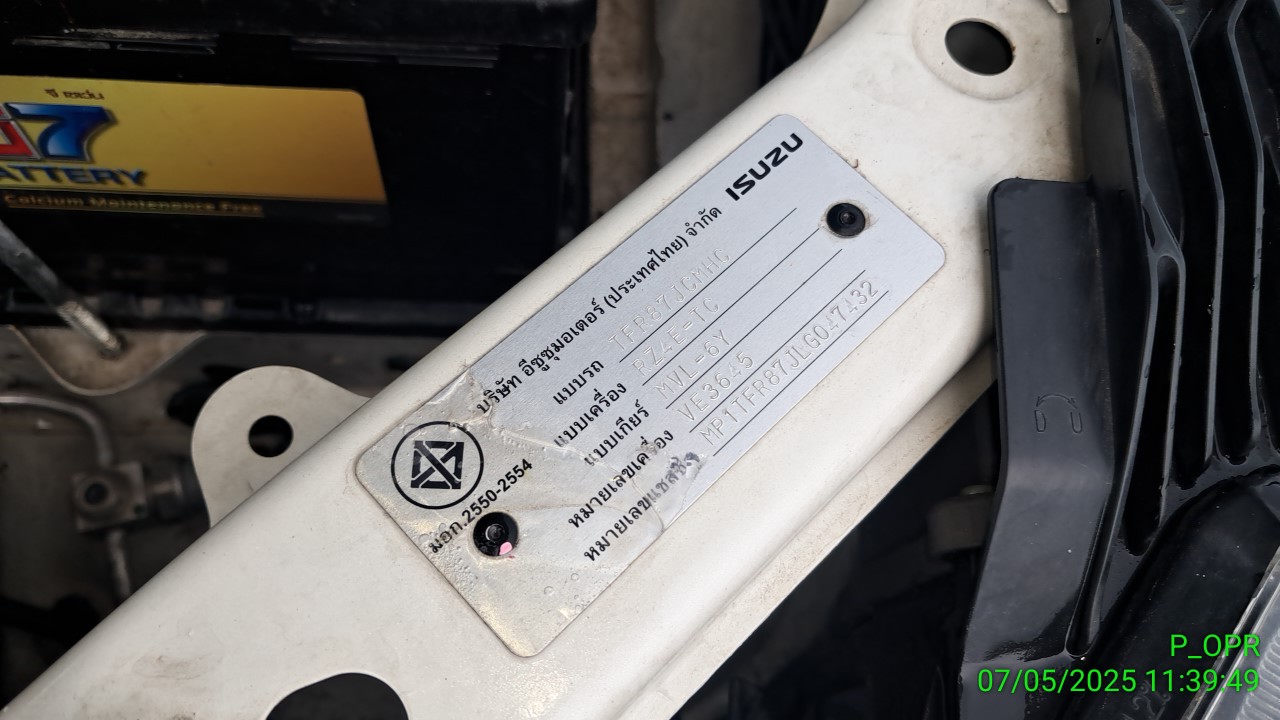 7
BATTERY
Calcium Maintenance Free
ISUZU
บริษัท อีซูซุมอเตอร์ (ประเทศไทย) จำกัด
แบบรถ TFR87JCMHG
แบบเครื่อง RZ4E-TC
แบบเกียร์ MVL-6Y
หมายเลขเครื่อง VE3645
หมายเลขแชสซีส์ MP1TFR87JLG047432
มอก.2550-2554
P_OPR
07/05/2025 11:39:49